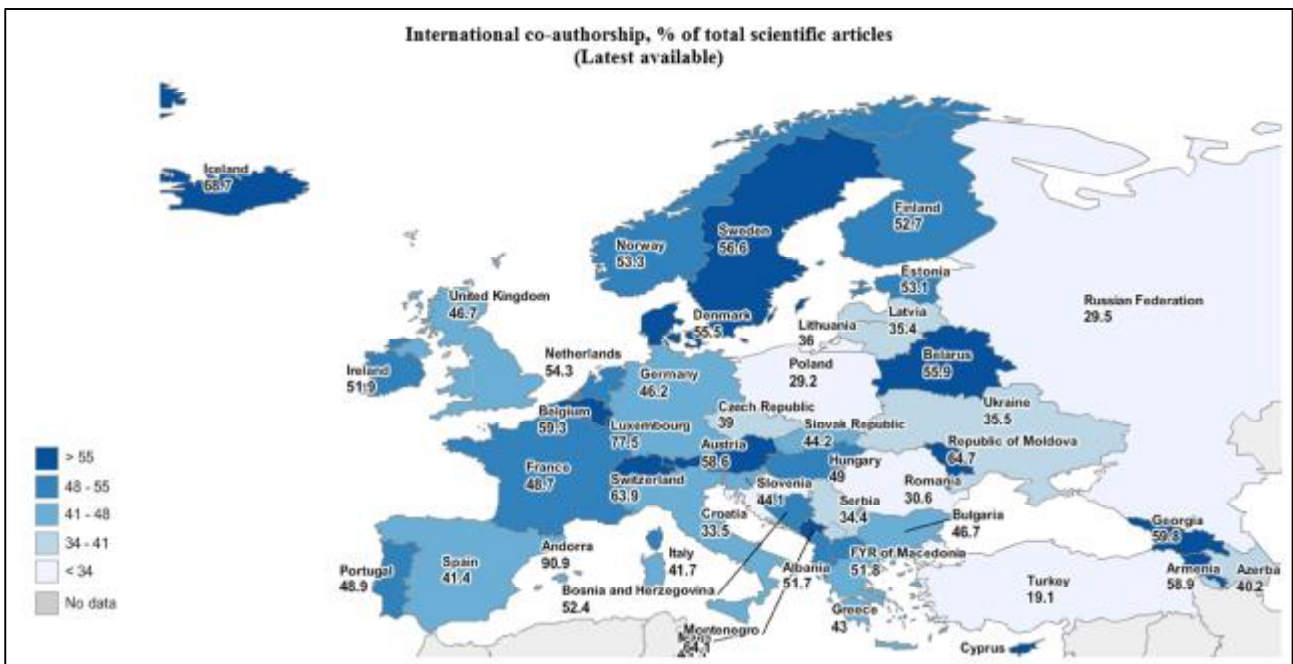 International co-authorship, % of total scientific articles
(Latest available)
Iceland
68.7
Norway
53.3
Sweden
56.6
Finland
52.7
Estonia
53.1
Russian Federation
29.5
United Kingdom
46.7
Denmark
55.5
Lithuania
36
Latvia
35.4
Ireland
51.9
Netherlands
54.3
Germany
46.2
Poland
29.2
Belarus
55.9
Belgium
59.3
Luxembourg
77.5
Czech Republic
39
Slovak Republic
44.2
Ukraine
35.5
Austria
58.6
Republic of Moldova
64.7
> 55
48 - 55
41 - 48
34 - 41
< 34
No data
France
48.7
Switzerland
63.9
Hungary
49
Slovenia
44.1
Romania
30.6
Croatia
33.5
Serbia
34.4
Bulgaria
46.7
Georgia
59.8
Portugal
48.9
Spain
41.4
Andorra
90.9
Italy
41.7
Bosnia and Herzegovina
52.4
Albania
51.7
FYR of Macedonia
51.8
Armenia
58.9
Azerba
40.2
Turkey
19.1
Montenegro
64.1
Greece
43
Cyprus